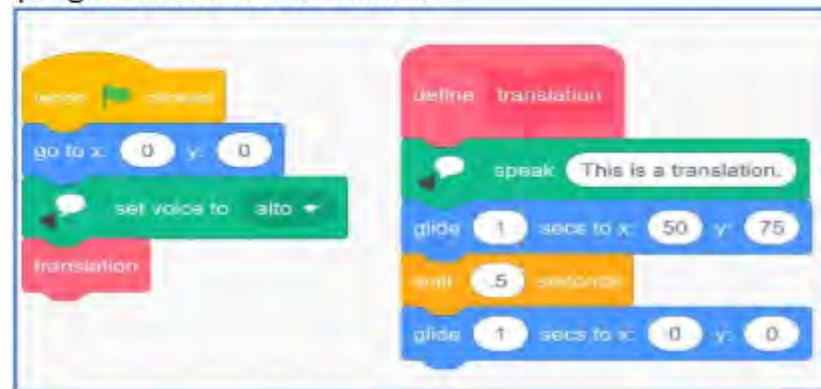 when clicked
go to x: 0 y: 0
set voice to alto
translation
define translation
speak This is a translation.
glide 1 secs to x: 50 y: 75
wait .5 seconds
glide 1 secs to x: 0 y: 0